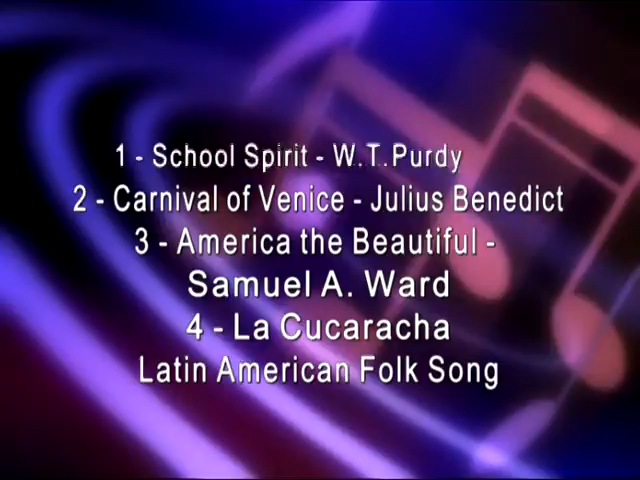 1 - School Spirit - W.T.Purdy
2 - Carnival of Venice - Julius Benedict
3 - America the Beautiful -
Samuel A. Ward
4 - La Cucaracha
Latin American Folk Song